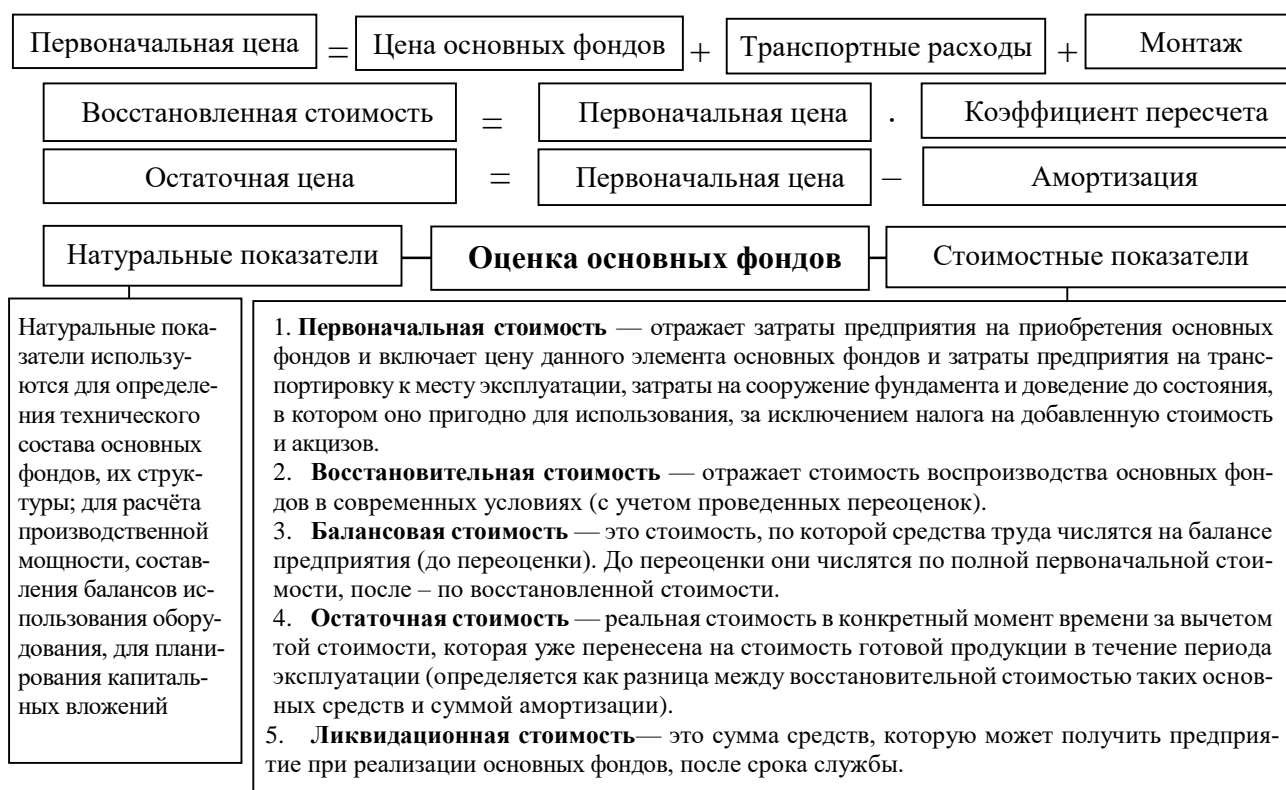 Первоначальная цена = Цена основных фондов + Транспортные расходы + Монтаж
Восстановленная стоимость = Первоначальная цена · Коэффициент пересчета
Остаточная цена = Первоначальная цена – Амортизация
Натуральные показатели Оценка основных фондов Стоимостные показатели
Натуральные пока-
затели использу-
ются для определе-
ния технического
состава основных
фондов, их струк-
туры; для расчёта
производственной
мощности, состав-
ления балансов ис-
пользования обору-
дования, для плани-
рования капиталь-
ных вложений
1. Первоначальная стоимость — отражает затраты предприятия на приобретения основных
фондов и включает цену данного элемента основных фондов и затраты предприятия на транс-
портировку к месту эксплуатации, затраты на сооружение фундамента и доведение до состояния,
в котором оно пригодно для использования, за исключением налога на добавленную стоимость
и акцизов.
2. Восстановительная стоимость — отражает стоимость воспроизводства основных фон-
дов в современных условиях (с учетом проведенных переоценок).
3. Балансовая стоимость — это стоимость, по которой средства труда числятся на балансе
предприятия (до переоценки). До переоценки они числятся по полной первоначальной стои-
мости, после – по восстановленной стоимости.
4. Остаточная стоимость — реальная стоимость в конкретный момент времени за вычетом
той стоимости, которая уже перенесена на стоимость готовой продукции в течение периода
эксплуатации (определяется как разница между восстановительной стоимостью таких основ-
ных средств и суммой амортизации).
5. Ликвидационная стоимость— это сумма средств, которую может получить предприя-
тие при реализации основных фондов, после срока службы.